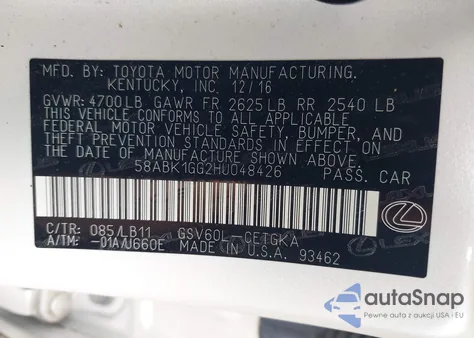 MFD. BY: TOYOTA MOTOR MANUFACTURING,
KENTUCKY, INC. 12/16
GVWR: 4700LB GAWR FR 2625LB RR 2540 LB
THIS VEHICLE CONFORMS TO ALL APPLICABLE
FEDERAL MOTOR VEHICLE SAFETY, BUMPER, AND
THEFT PREVENTION STANDARDS IN EFFECT ON
THE DATE OF MANUFACTURE SHOWN ABOVE.
58ABK1GG2HU048426 PASS. CAR
C/TR: 085/LB11 GSV60L-CETGKA
A/TM: -01A/U660E MADE IN U.S.A. 93462
autoSnap
Pewne auta z aukcji USA i EU